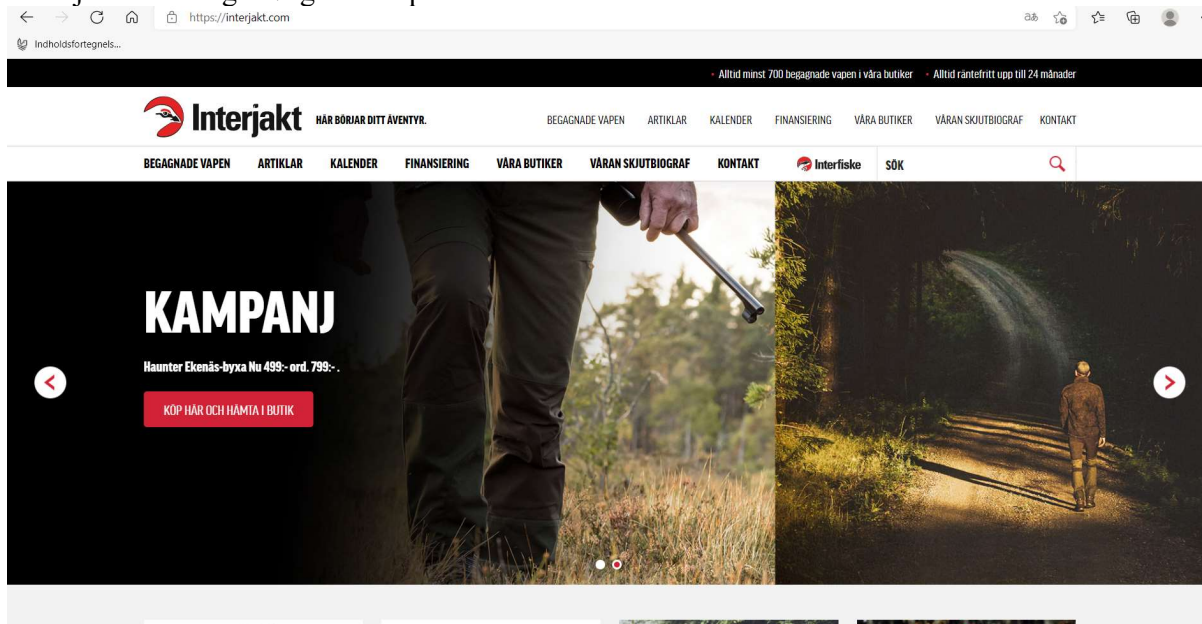 https://interjakt.com
Indholdsfortegnels...
• Alltid minst 700 begagnade vapen i våra butiker • Alltid räntefritt upp till 24 månader
Interjakt HÄR BÖRJAR DITT ÄVENTYR. BEGAGNADE VAPEN ARTIKLAR KALENDER FINANSIERING VÅRA BUTIKER VÅRAN SKJUTBIOGRAF KONTAKT
BEGAGNADE VAPEN ARTIKLAR KALENDER FINANSIERING VÅRA BUTIKER VÅRAN SKJUTBIOGRAF KONTAKT Interfiske SÖK
KAMPANJ
Haunter Ekenäs-byxa Nu 499:- ord. 799:- .
KÖP HÄR OCH HÄMTA I BUTIK